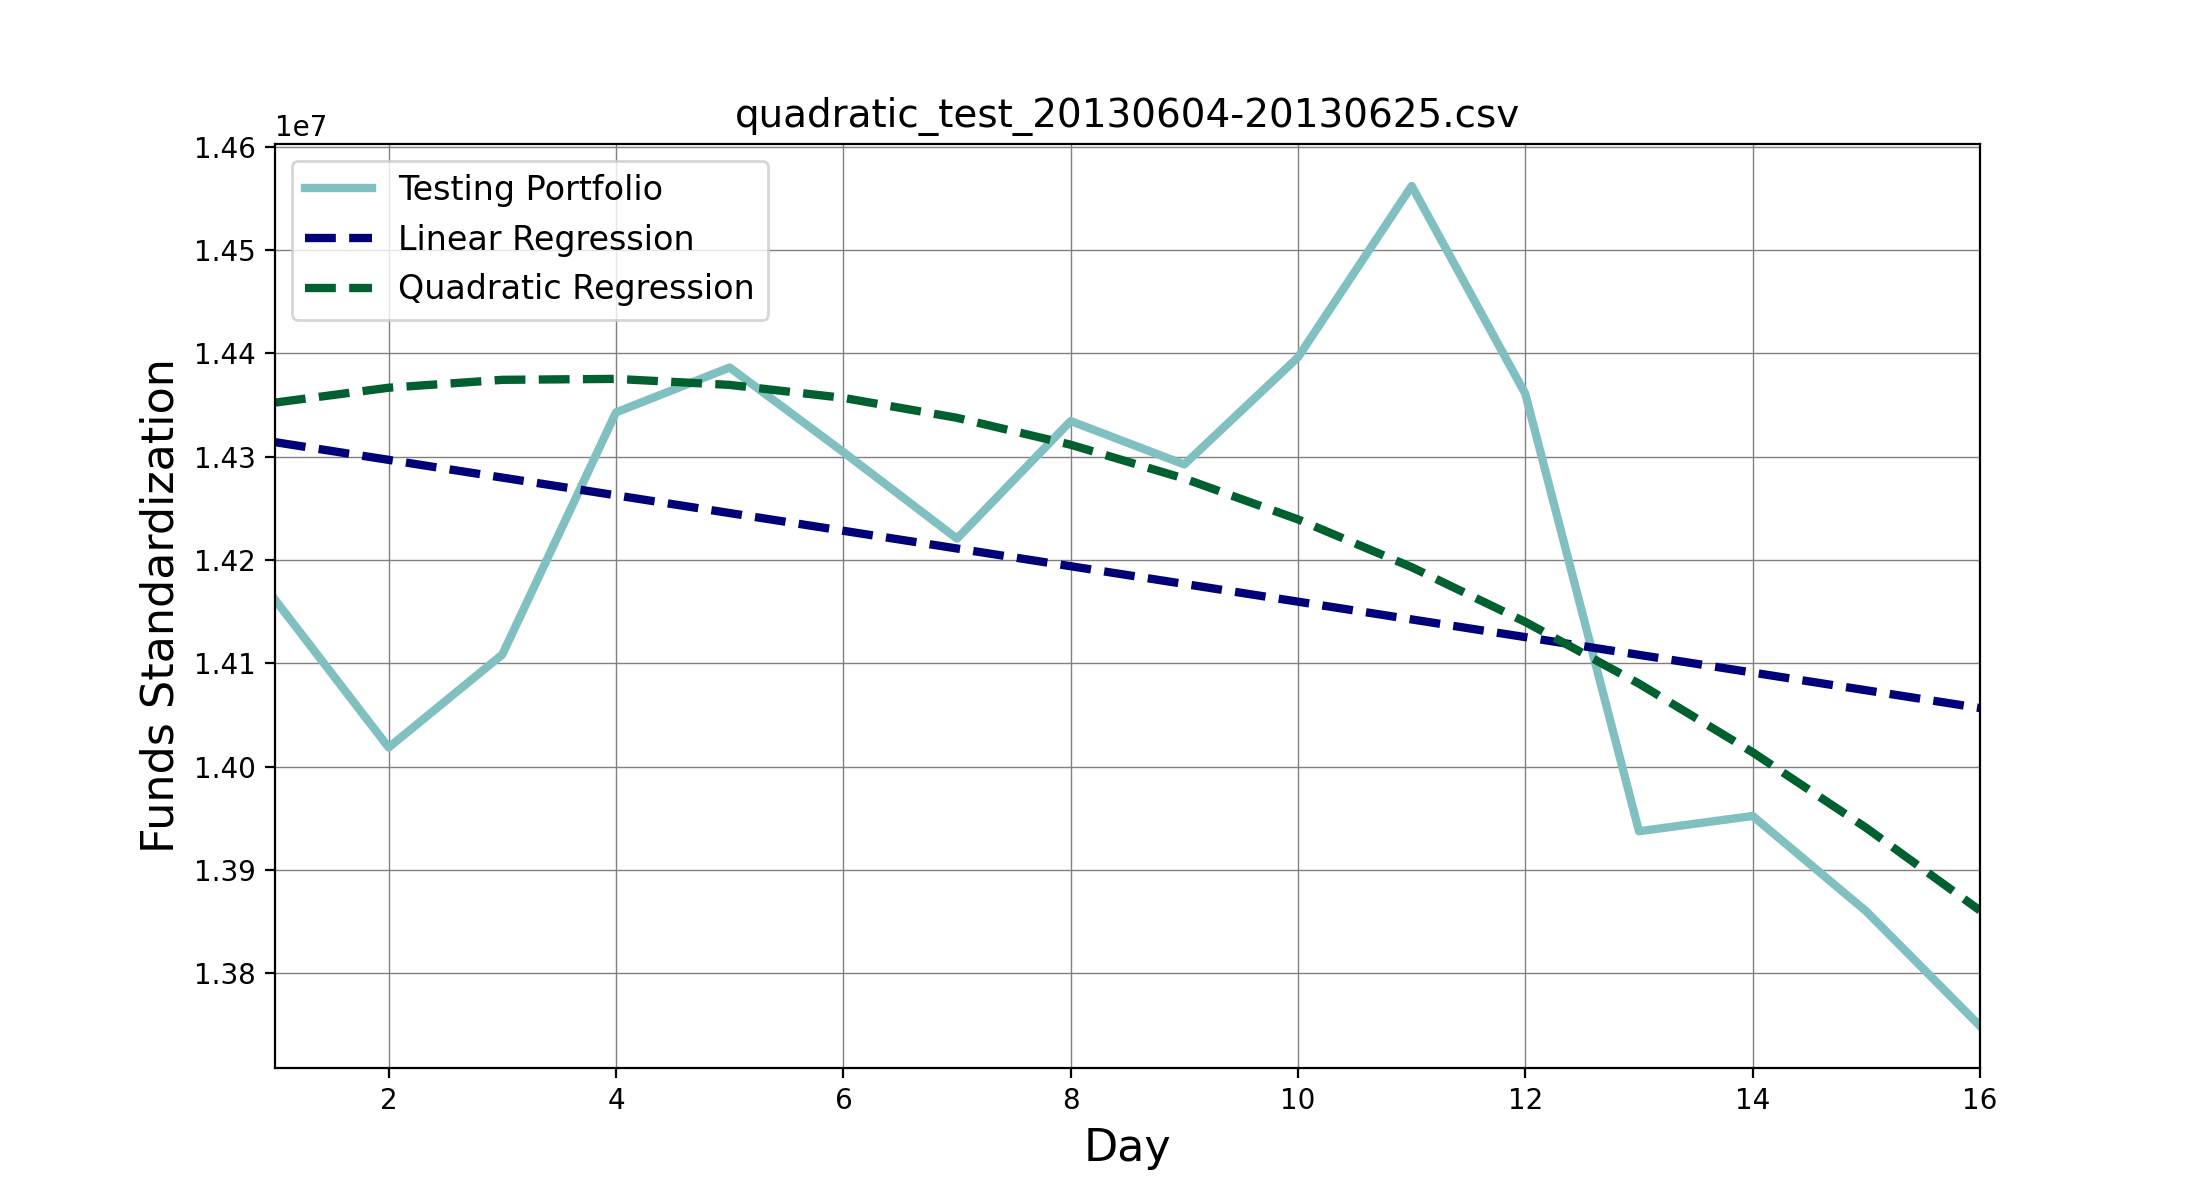 quadratic_test_20130604-20130625.csv
1e7
1.46
1.45
1.44
1.43
1.42
1.41
1.40
1.39
1.38
Funds Standardization
Testing Portfolio
Linear Regression
Quadratic Regression
2 4 6 8 10 12 14 16
Day